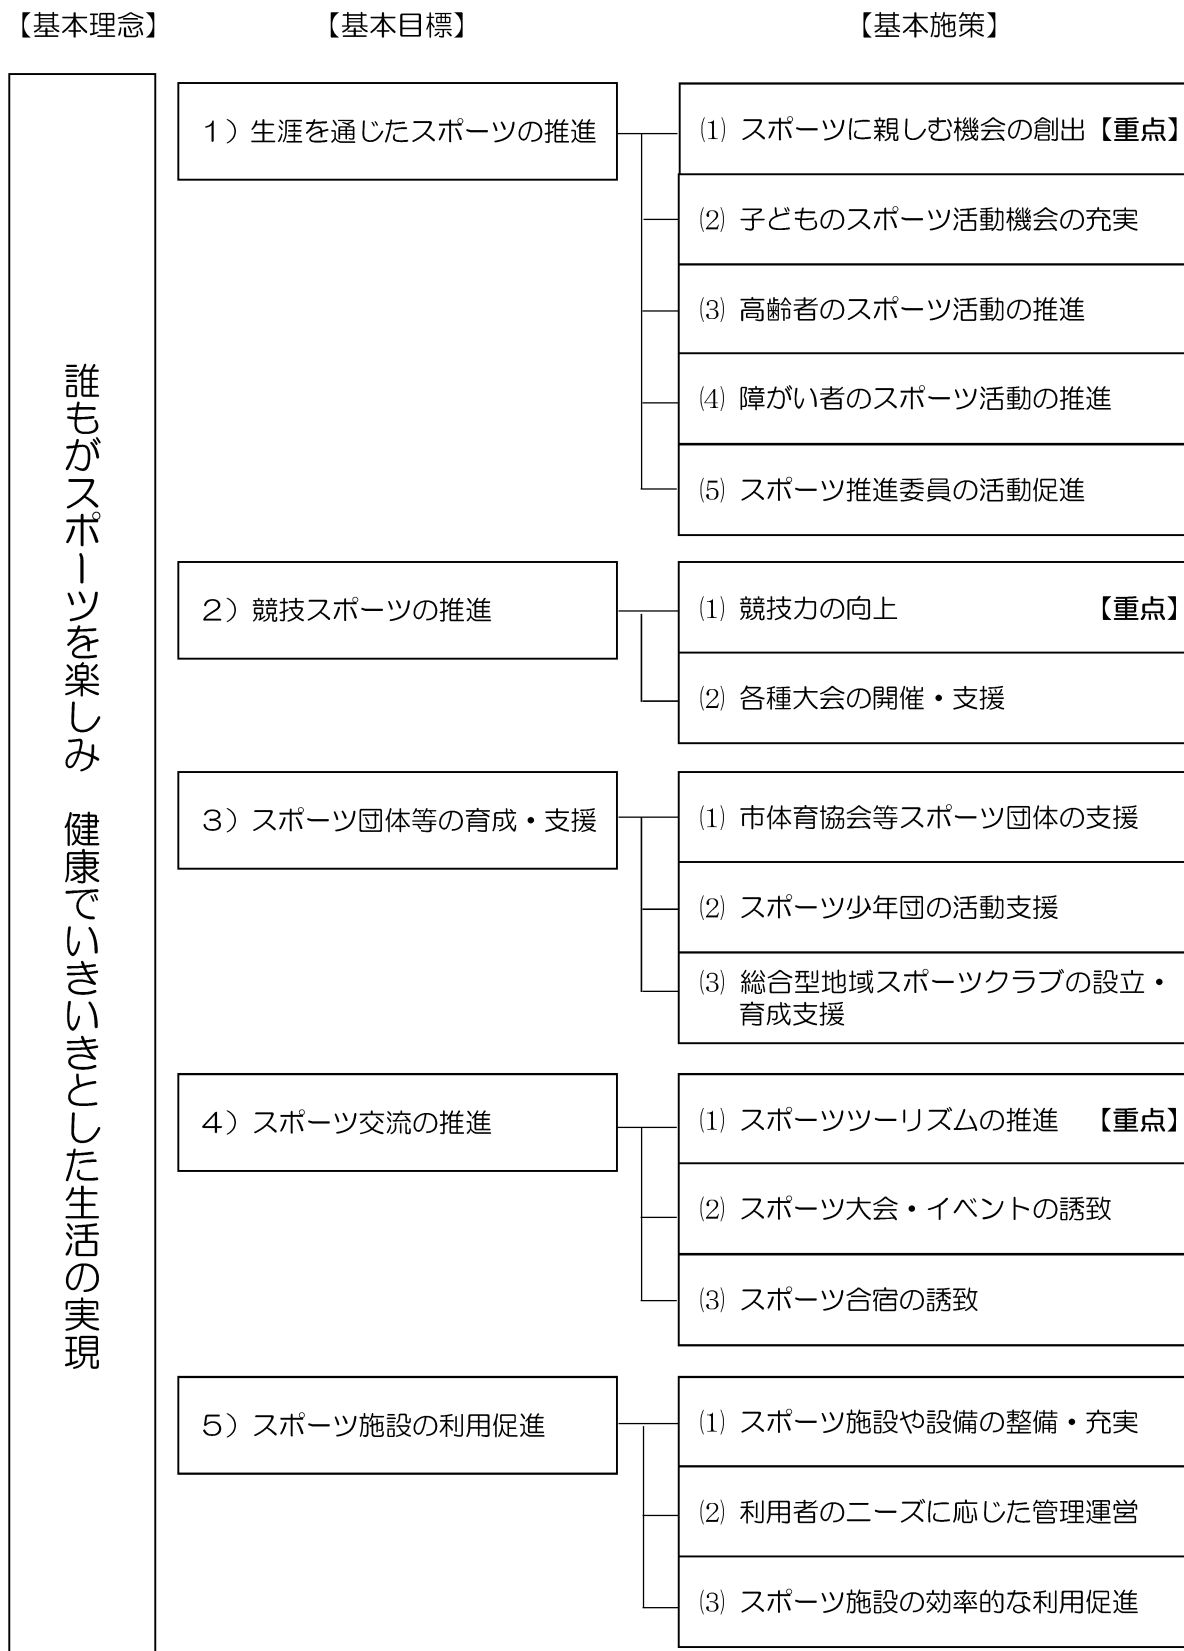 【基本理念】 【基本目標】 【基本施策】
誰もがスポーツを楽しみ　健康でいきいきとした生活の実現
１）生涯を通じたスポーツの推進
⑴ スポーツに親しむ機会の創出【重点】
⑵ 子どものスポーツ活動機会の充実
⑶ 高齢者のスポーツ活動の推進
⑷ 障がい者のスポーツ活動の推進
⑸ スポーツ推進委員の活動促進
２）競技スポーツの推進
⑴ 競技力の向上　【重点】
⑵ 各種大会の開催・支援
３）スポーツ団体等の育成・支援
⑴ 市体育協会等スポーツ団体の支援
⑵ スポーツ少年団の活動支援
⑶ 総合型地域スポーツクラブの設立・
育成支援
４）スポーツ交流の推進
⑴ スポーツツーリズムの推進　【重点】
⑵ スポーツ大会・イベントの誘致
⑶ スポーツ合宿の誘致
５）スポーツ施設の利用促進
⑴ スポーツ施設や設備の整備・充実
⑵ 利用者のニーズに応じた管理運営
⑶ スポーツ施設の効率的な利用促進